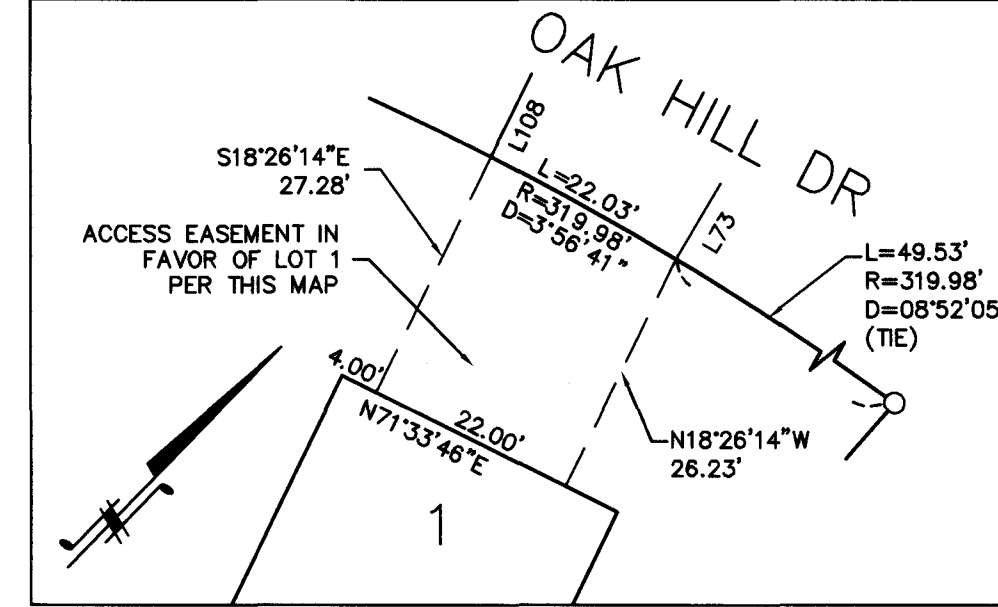 OAK HILL DR
L108
S18°26'14"E
27.28'
L=22.03'
R=319.98'
D=3°56'41"
L73
ACCESS EASEMENT IN
FAVOR OF LOT 1
PER THIS MAP
L=49.53'
R=319.98'
D=08°52'05
(TIE)
4.00'
22.00'
N71°33'46"E
N18°26'14"W
26.23'
1